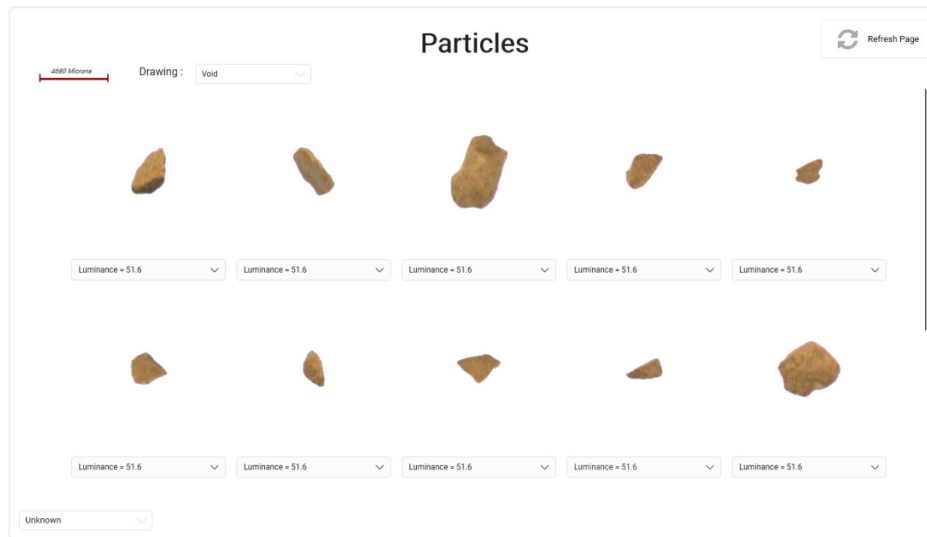 Particles
Refresh Page
4680 Microns
Drawing :
Void
Luminance = 51.6
Luminance = 51.6
Luminance = 51.6
Luminance = 51.6
Luminance = 51.6
Luminance = 51.6
Luminance = 51.6
Luminance = 51.6
Luminance = 51.6
Luminance = 51.6
Unknown